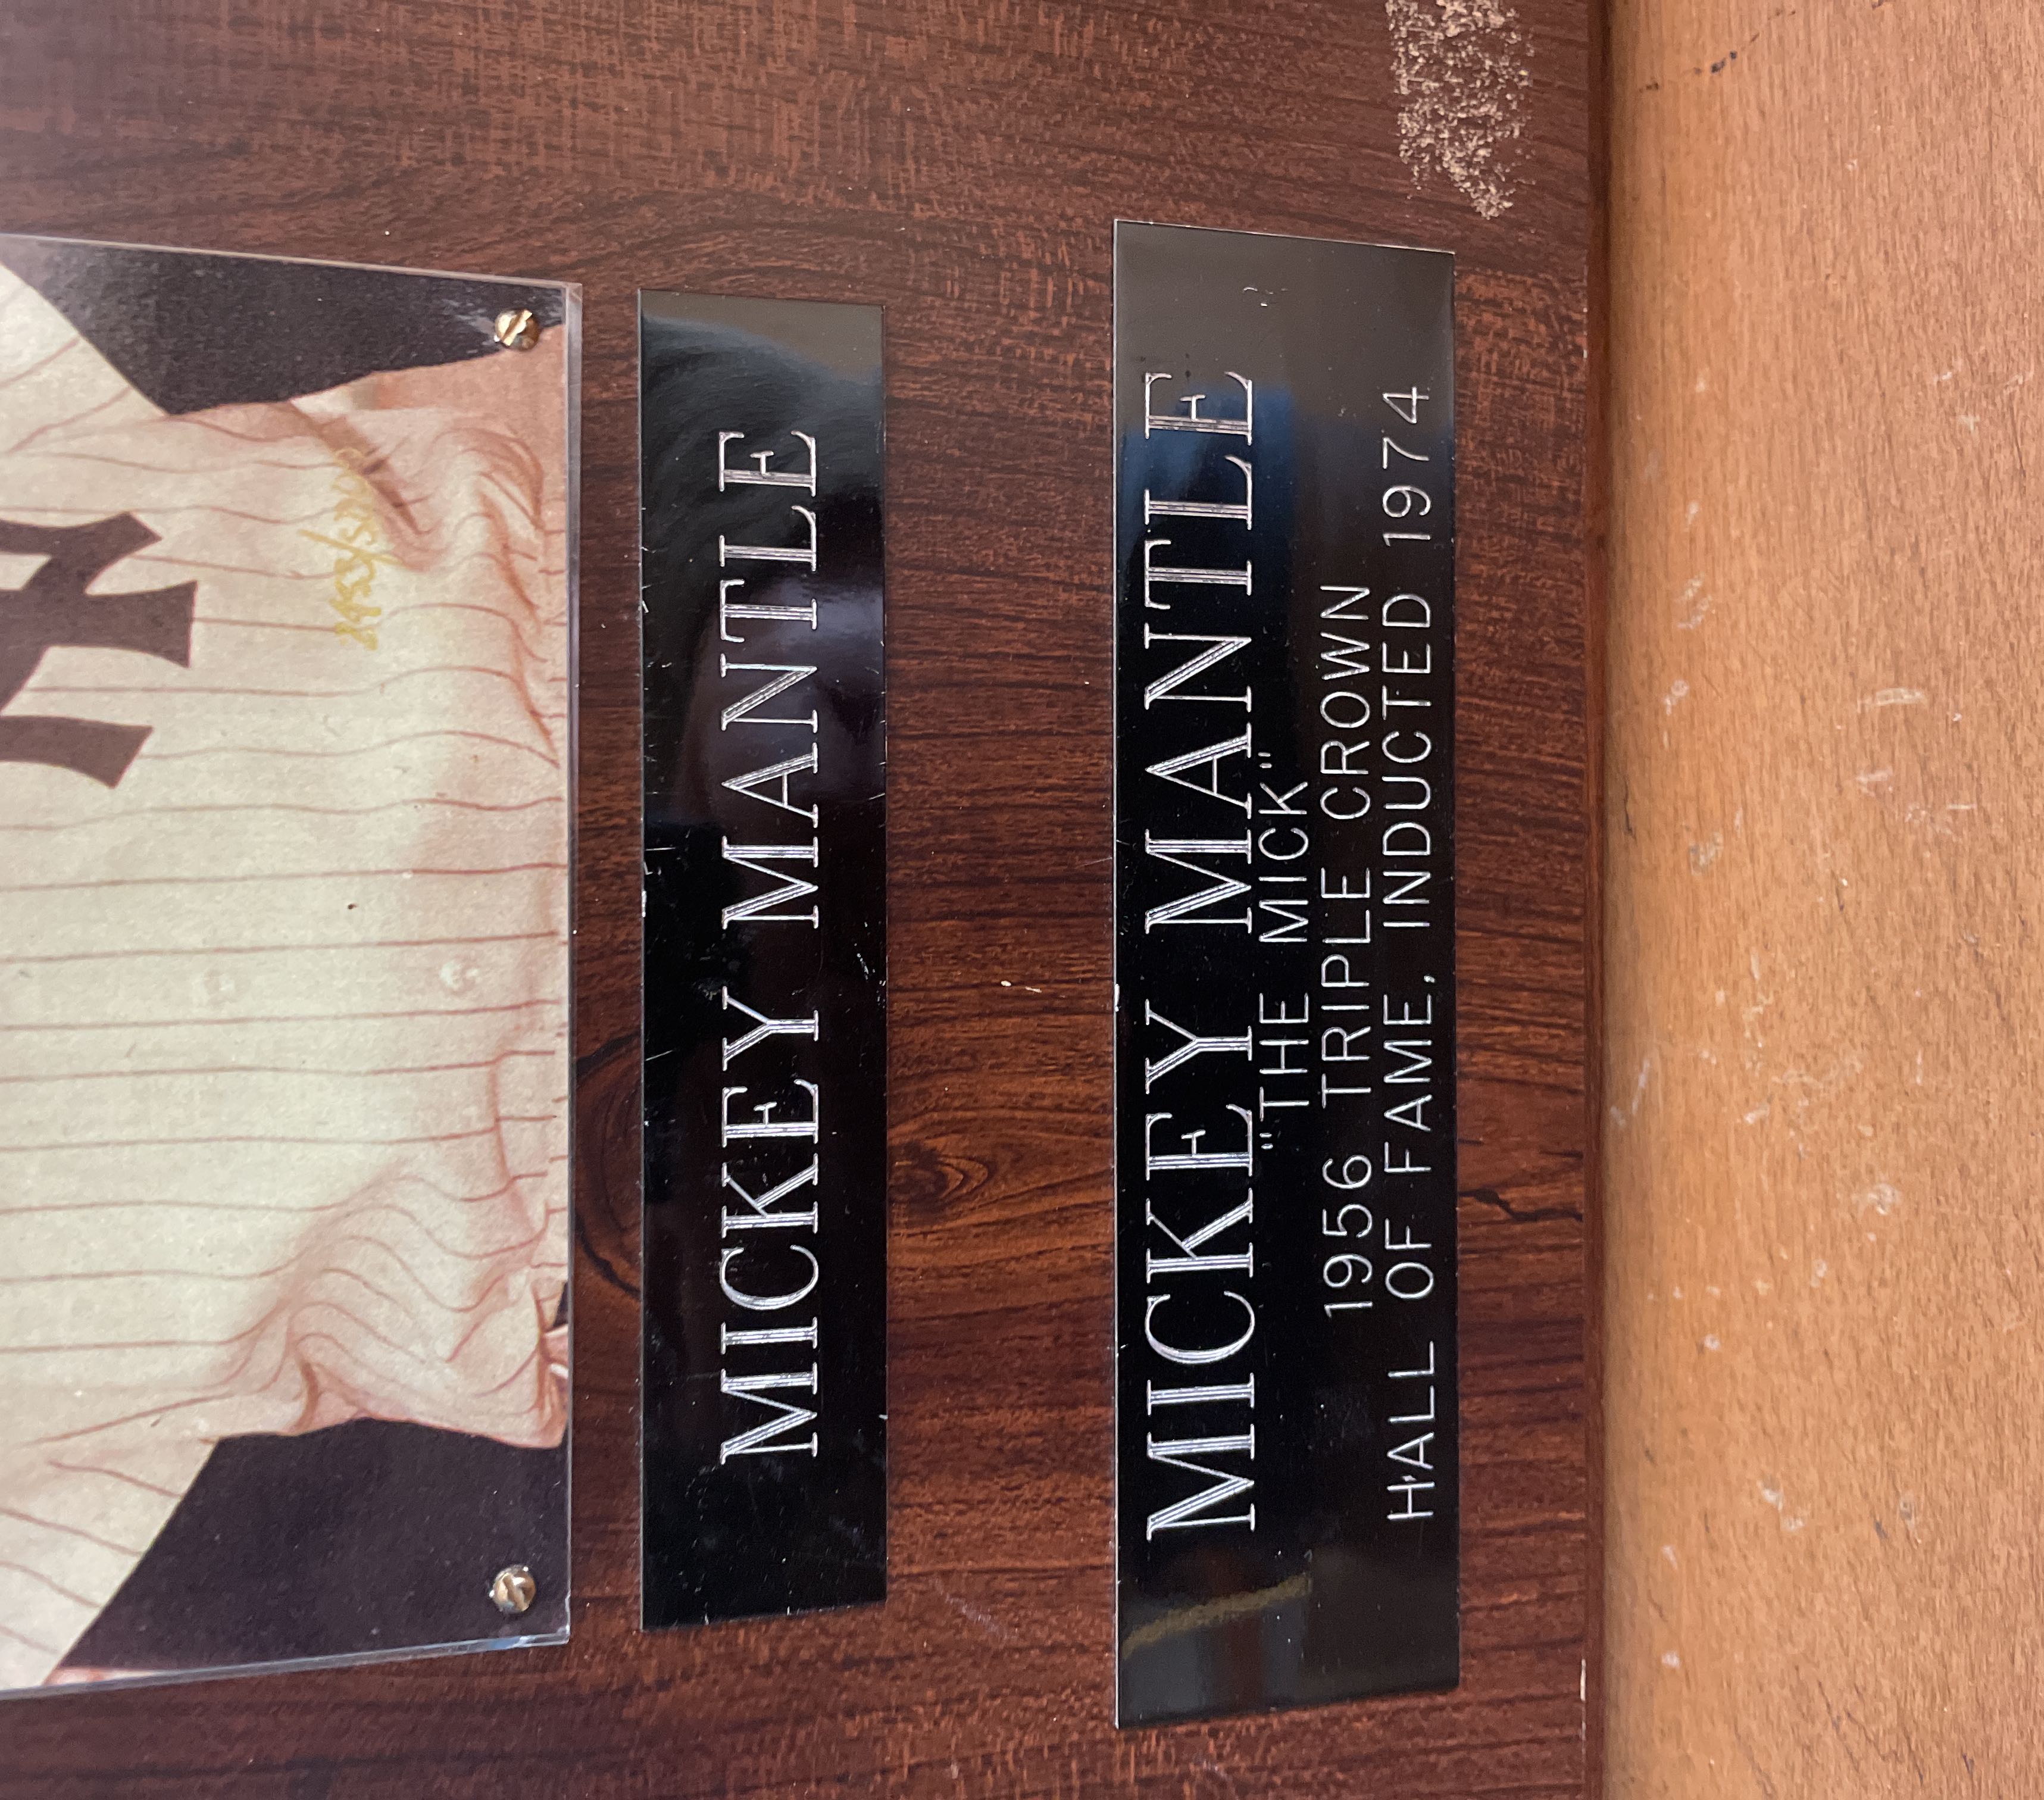 MICKEY MANTLE
MICKEY MANTLE
"THE MICK"
1956 TRIPLE CROWN
HALL OF FAME, INDUCTED 1974